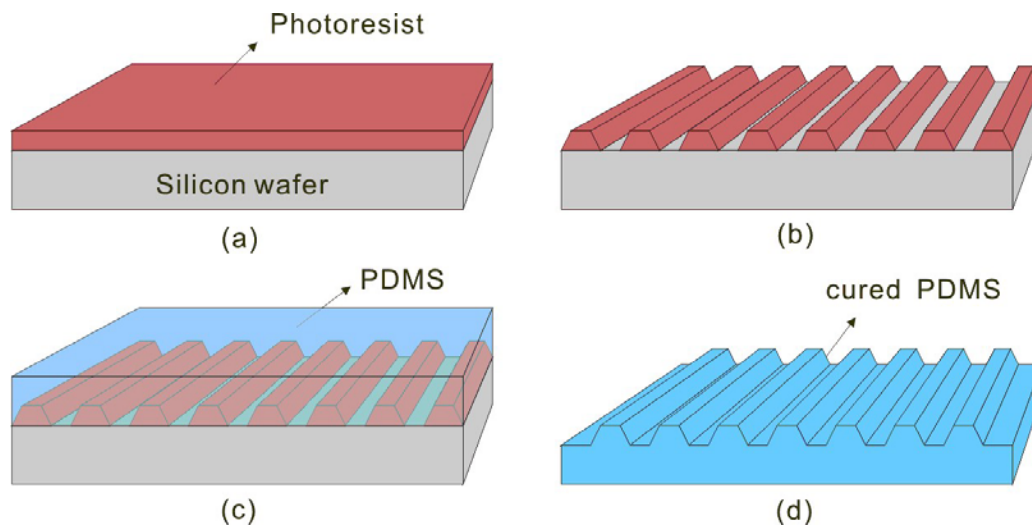 Photoresist
Silicon wafer
(a)
(b)
PDMS
(c)
cured PDMS
(d)